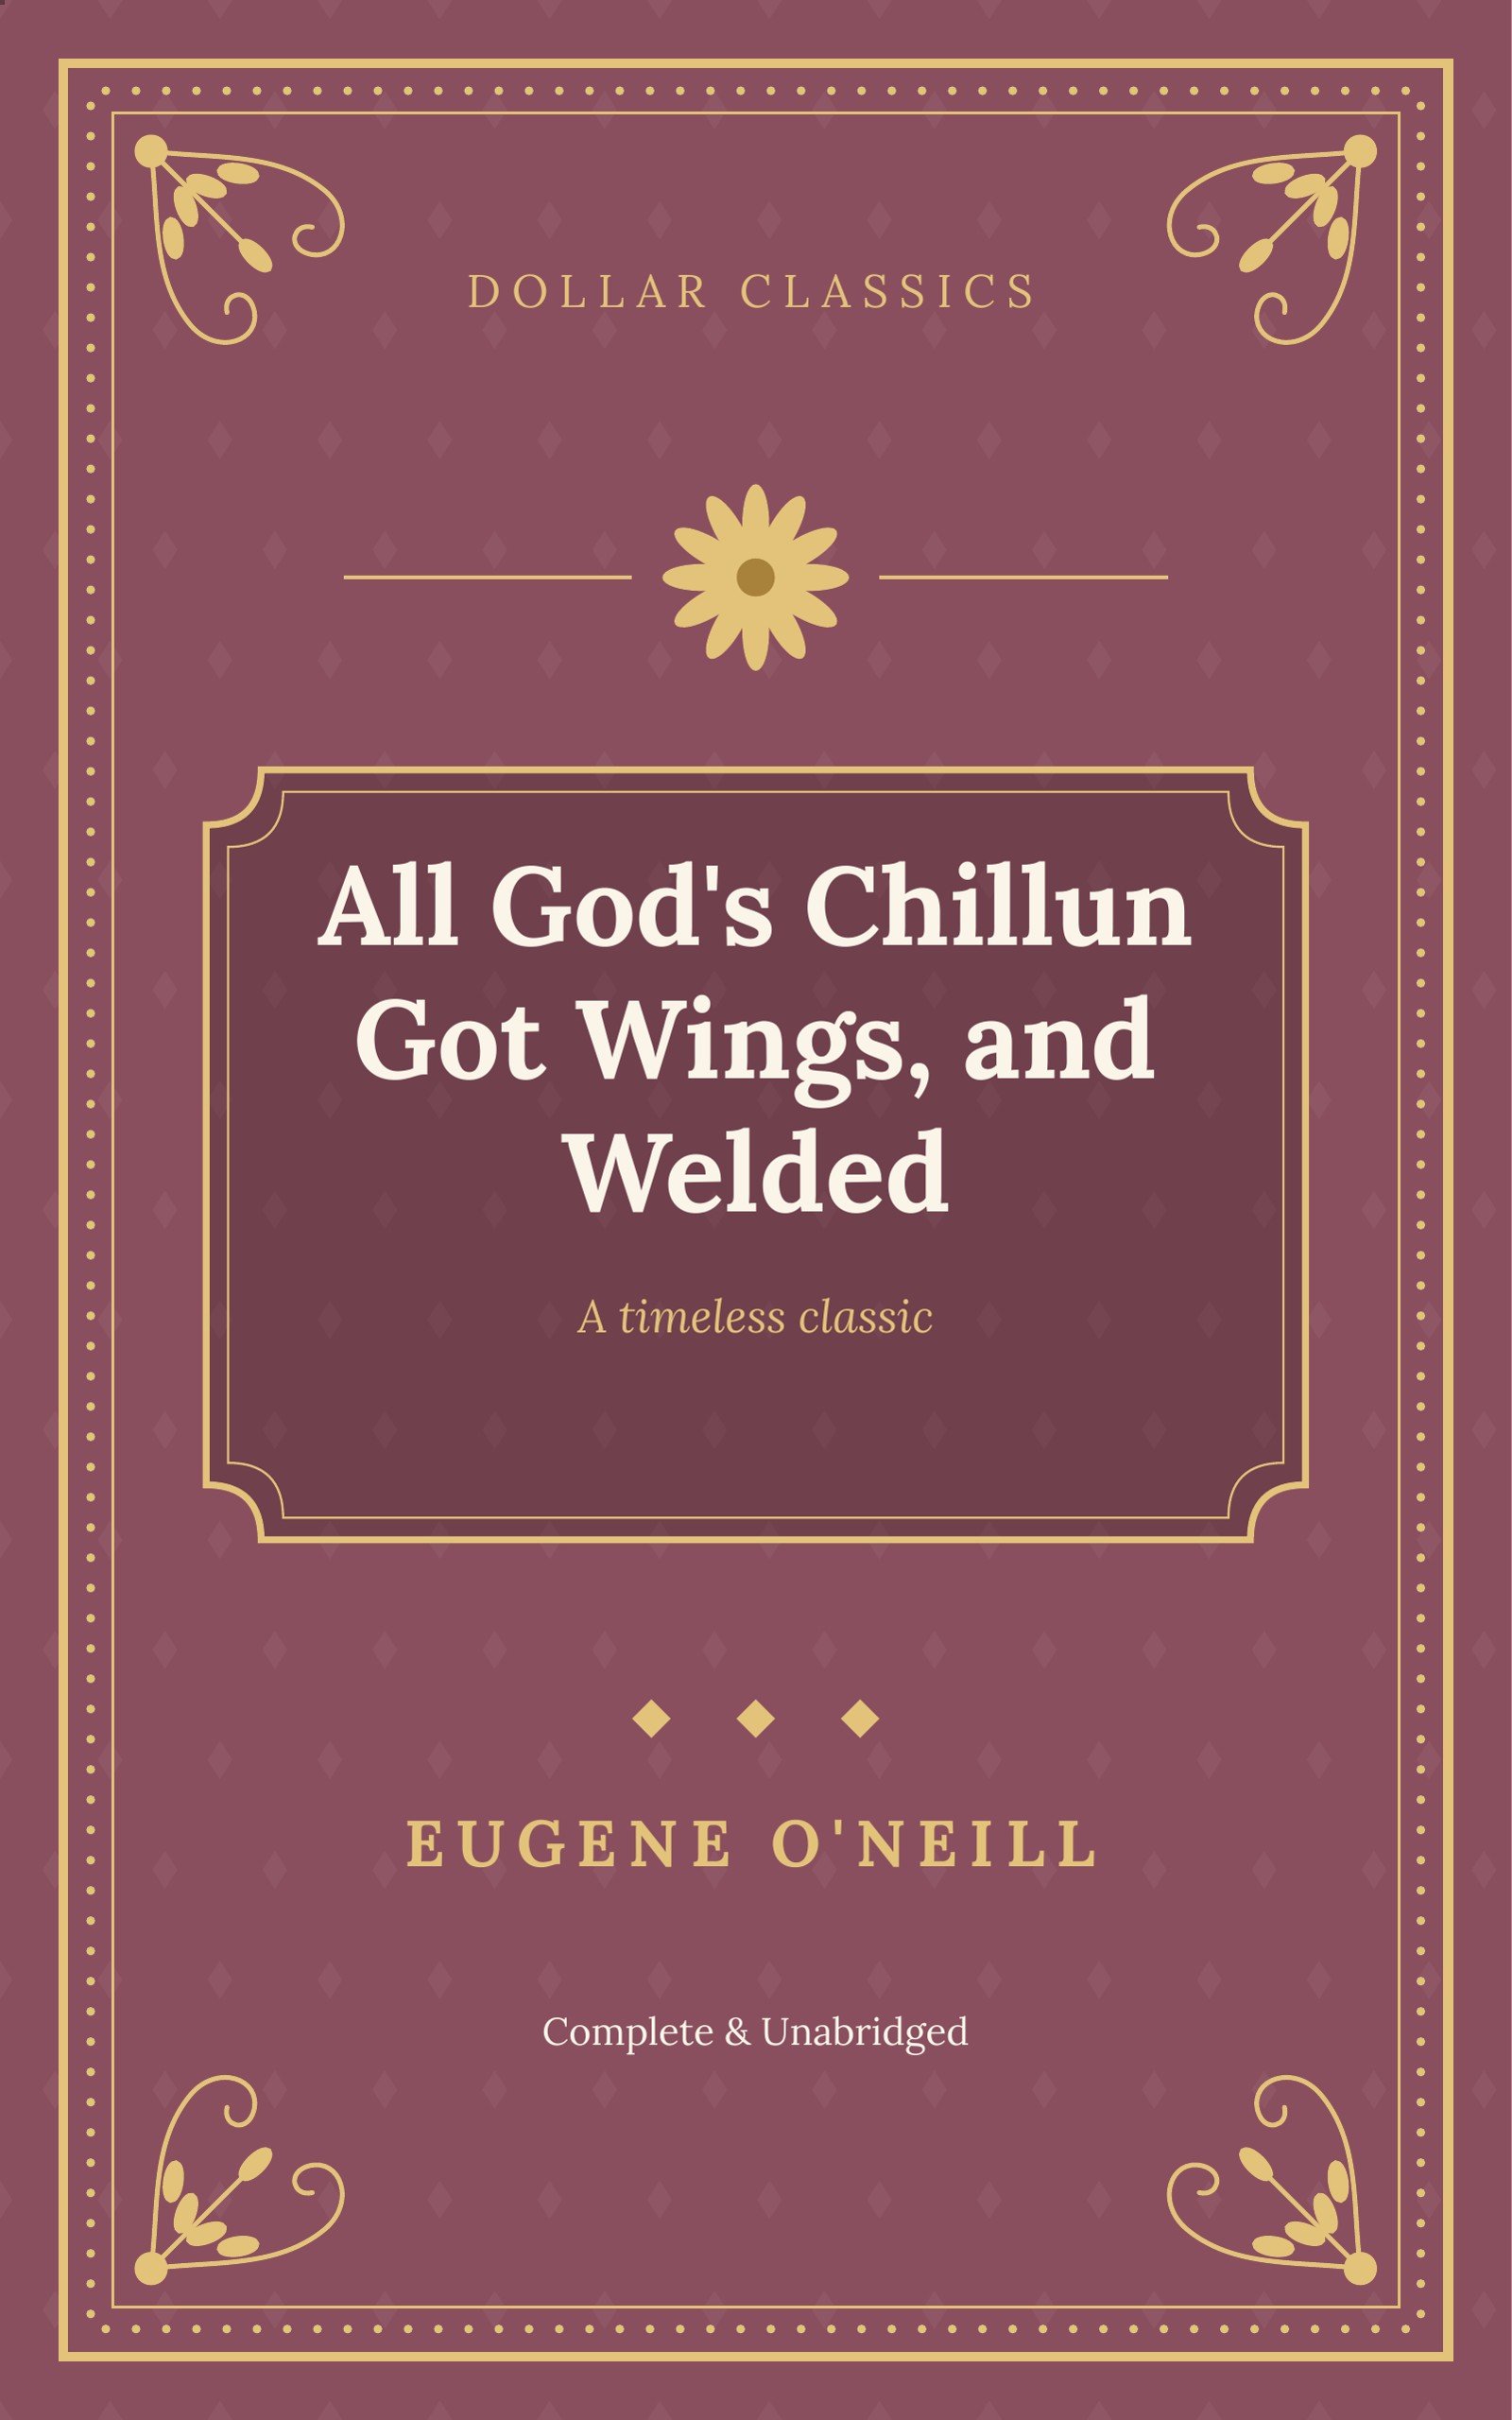 DOLLAR CLASSICS
All God's Chillun
Got Wings, and
Welded
A timeless classic
EUGENE O'NEILL
Complete & Unabridged